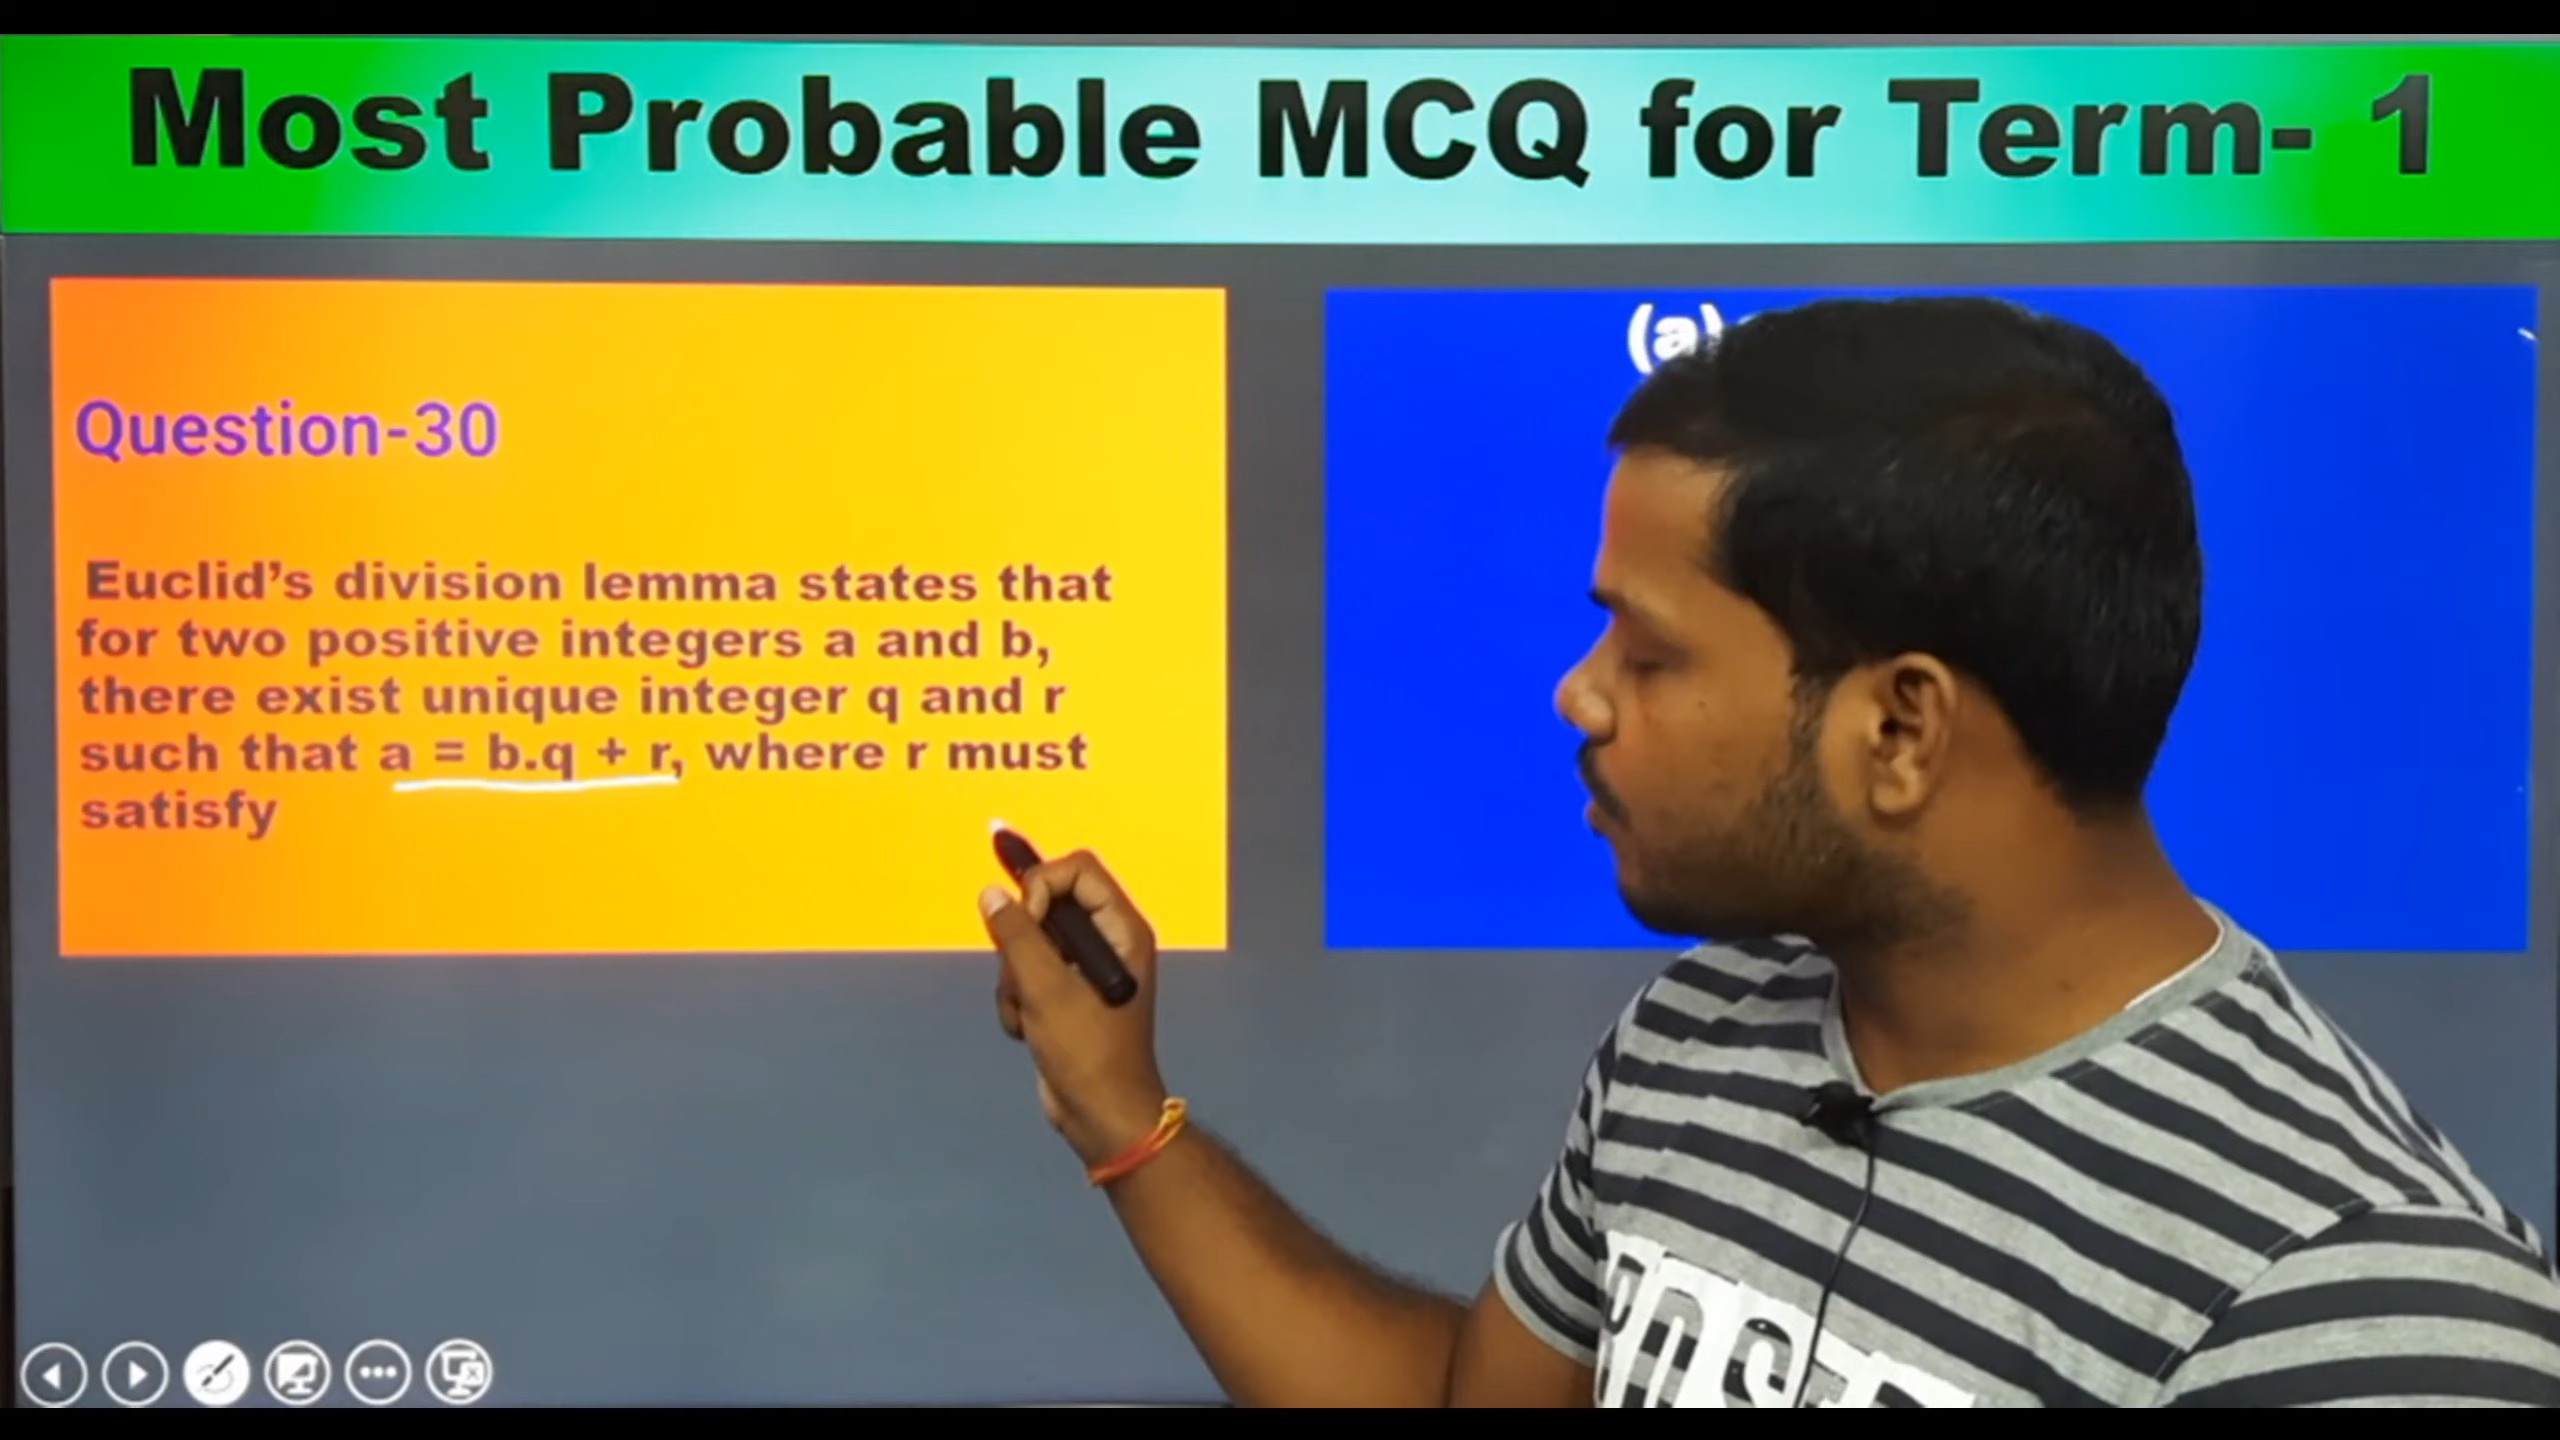 Most Probable MCQ for Term- 1
Question-30
Euclid’s division lemma states that
for two positive integers a and b,
there exist unique integer q and r
such that a = b.q + r, where r must
satisfy
(a)